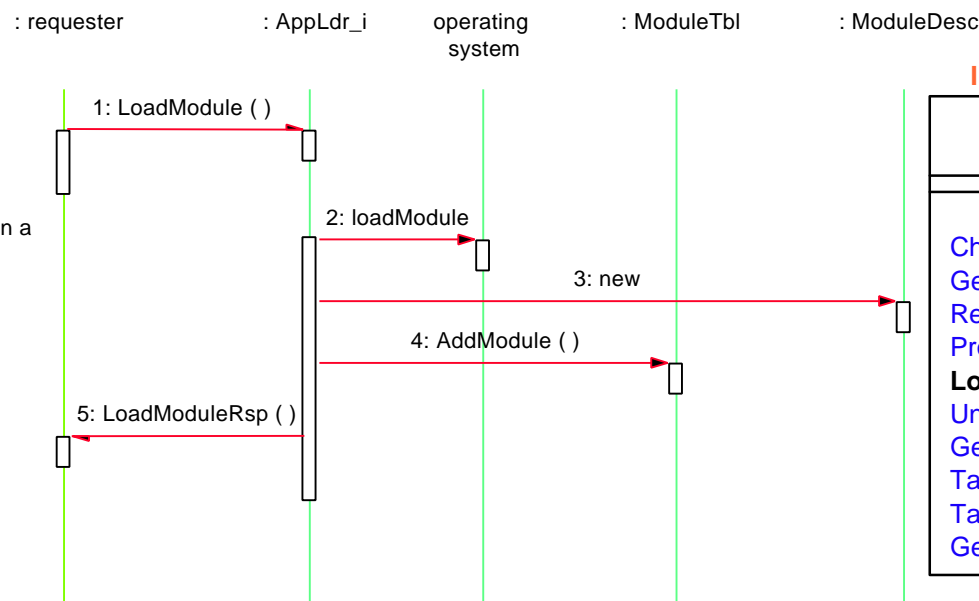 : requester
: AppLdr_i
operating
system
: ModuleTbl
: ModuleDesc
1: LoadModule ( )
n a
2: loadModule
3: new
4: AddModule ( )
5: LoadModuleRsp ( )
Ch
Ge
Re
Pr
Lo
Un
Ge
Ta
Ta
Ge